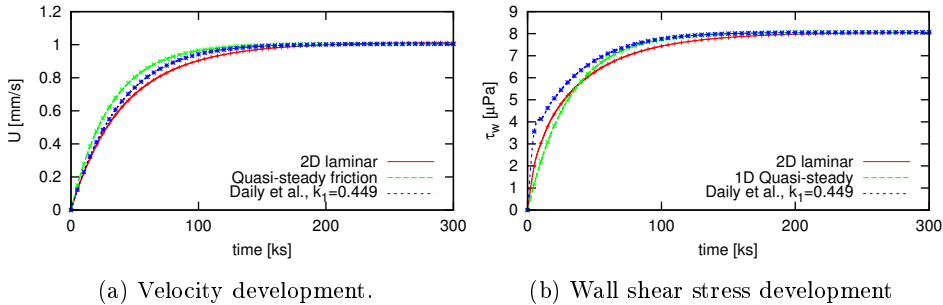 1.2
1
0.8
0.6
0.4
0.2
0
U [mm/s]
2D laminar
Quasi-steady friction
Daily et al., k1=0.449
0
100
200
300
time [ks]
(a) Velocity development.
9
8
7
6
5
4
3
2
1
0
τw [μPa]
2D laminar
1D Quasi-steady
Daily et al., k1=0.449
0
100
200
300
time [ks]
(b) Wall shear stress development